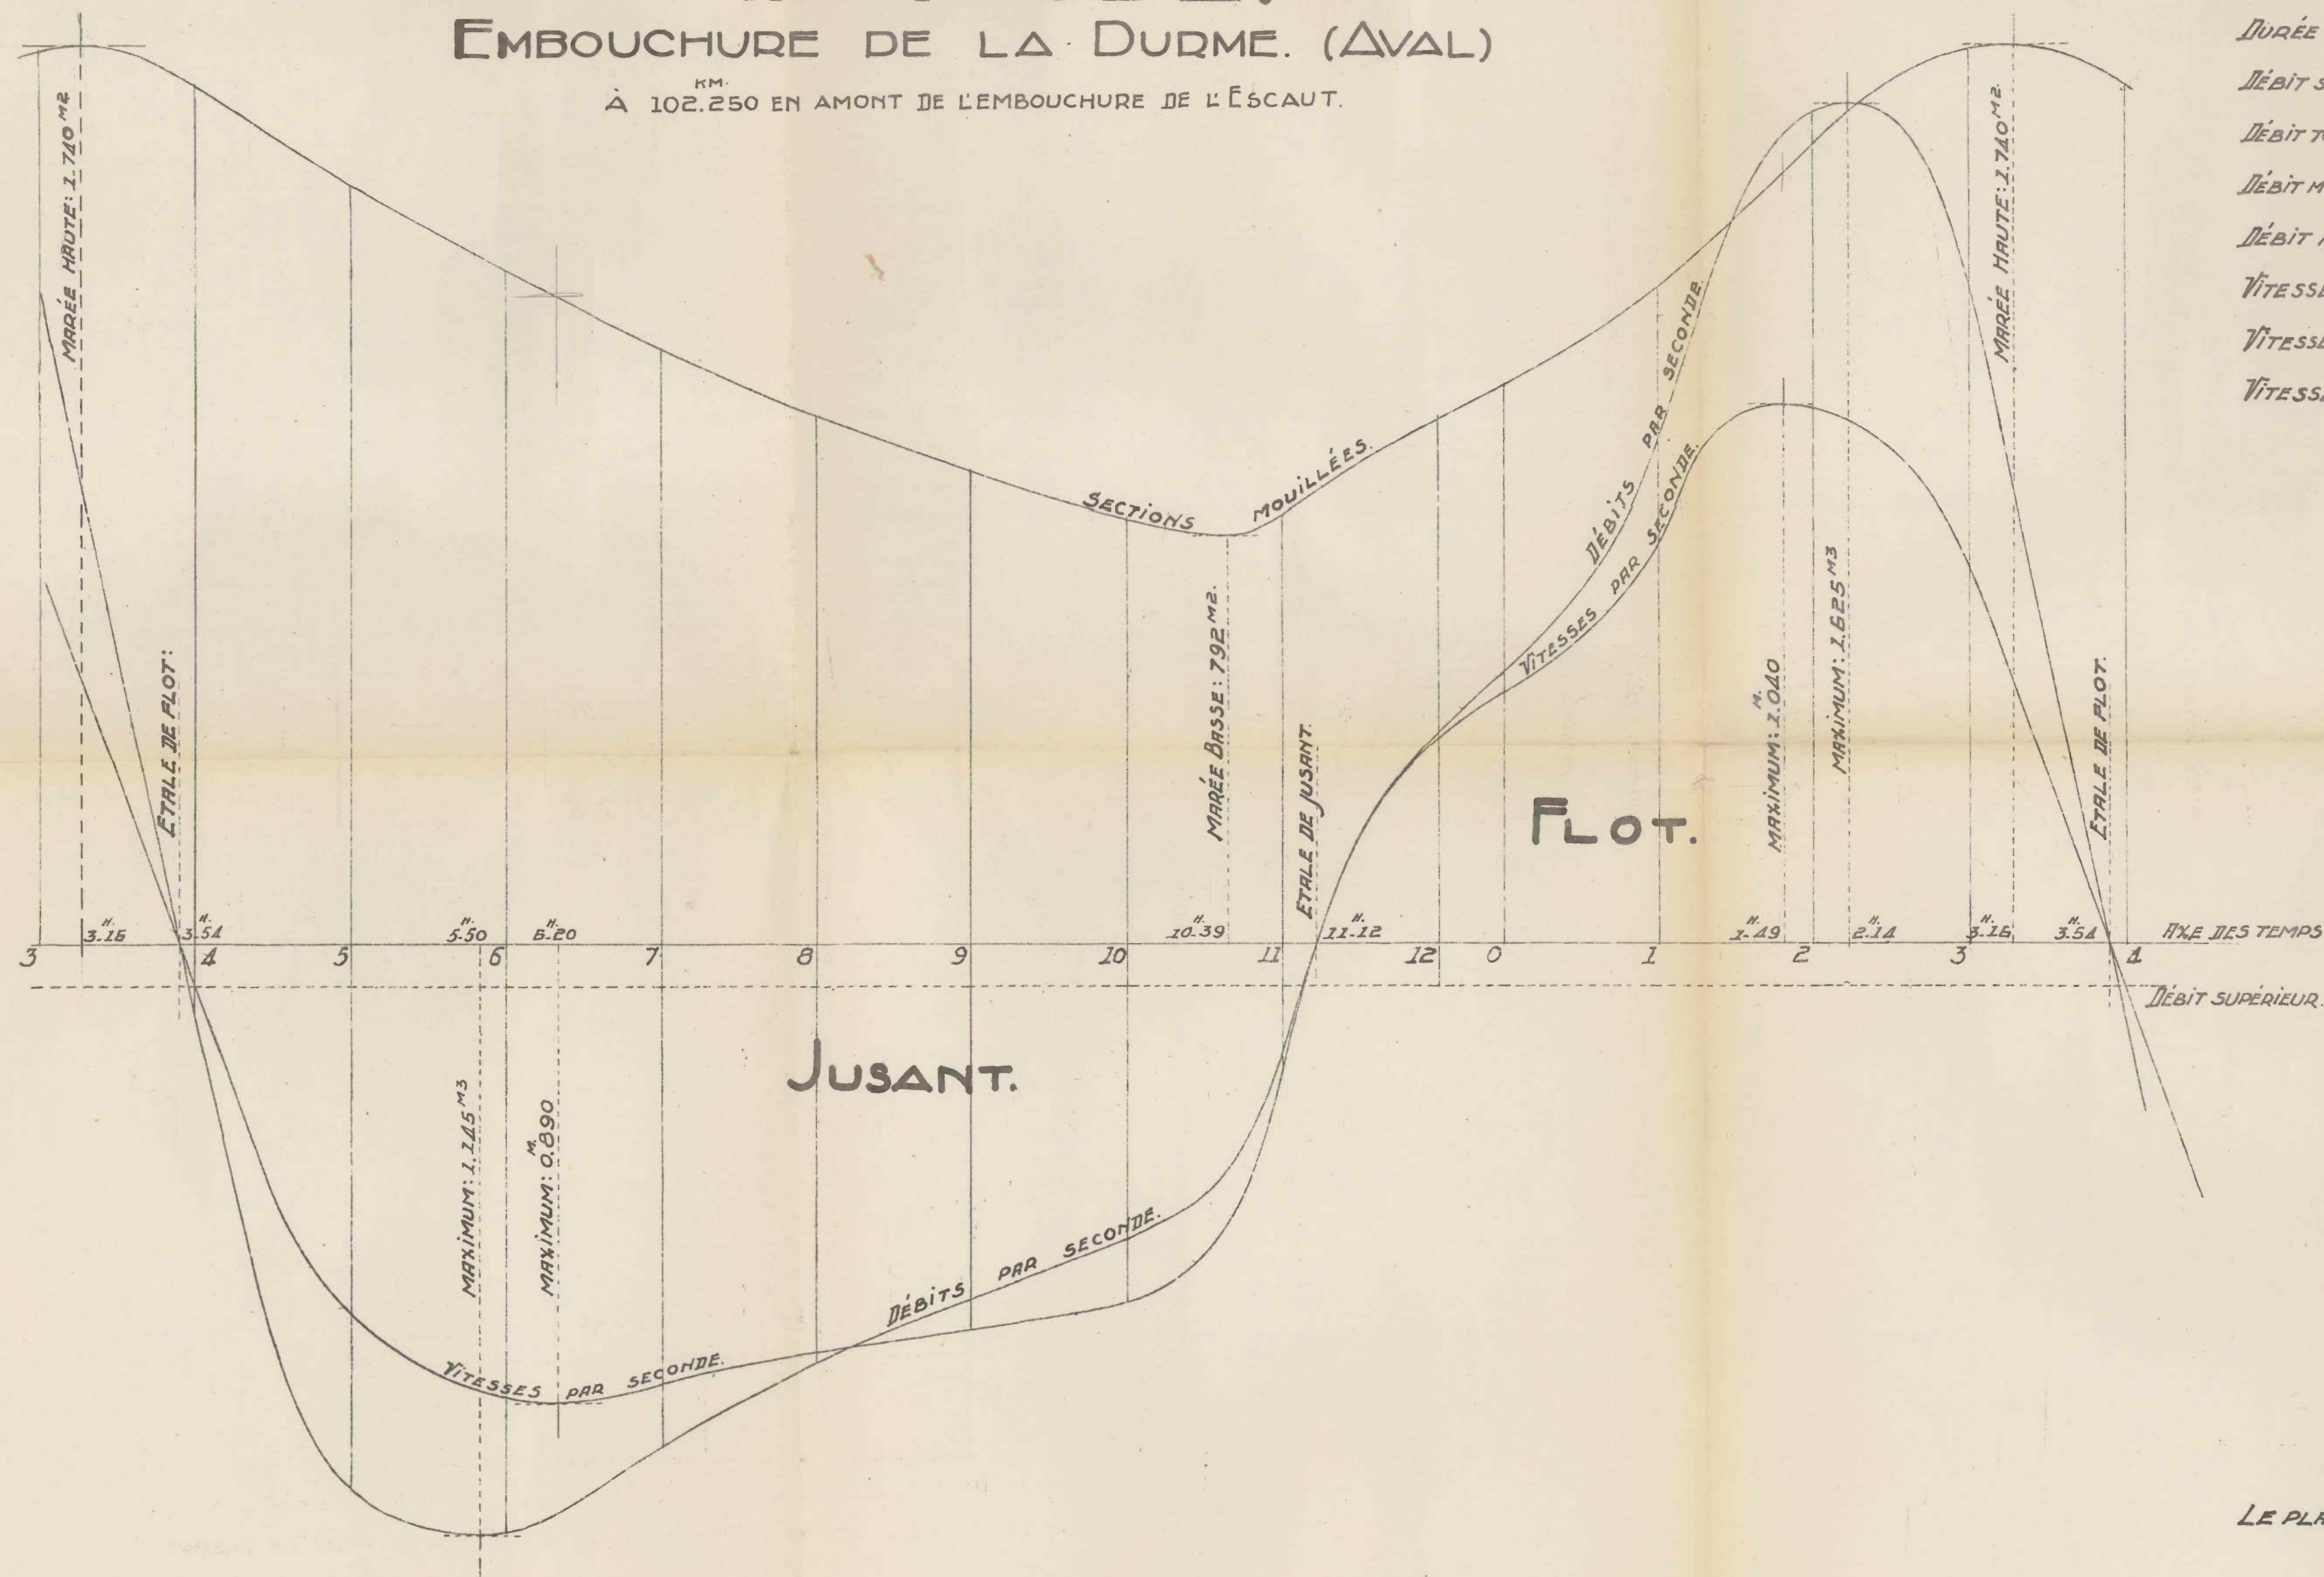 EMBOUCHURE DE LA DURME. (AVAL)
À 102.250 KM. EN AMONT DE L'EMBOUCHURE DE L'ESCAUT.
DURÉE
DÉBIT
DÉBIT
DÉBIT
DÉBIT
VITESSE
VITESSE
VITESSE
MARÉE HAUTE: 1.740 M2
ETALE DE FLOT:
SECTIONS MOUILLÉES.
MARÉE BASSE: 792 M2.
ETALE DE JUSANT.
DÉBITS PAR SECONDE.
VITESSES PAR SECONDE.
FLOT.
MAXIMUM: 1.040 M.
MAXIMUM: 1.625 M3
MARÉE HAUTE: 1.740 M2.
ETALE DE FLOT.
3.16 H. 3.54 H. 5.50 H. 6.20 H. 10.39 H. 11.12 H. 1.49 H. 2.14 H. 3.16 H. 3.54 H. AXE DES TEMPS
3 4 5 6 7 8 9 10 11 12 0 1 2 3 4
DÉBIT SUPÉRIEUR.
JUSANT.
MAXIMUM: 1.145 M3
MAXIMUM: 0.890 M.
DÉBITS PAR SECONDE.
VITESSES PAR SECONDE.
LE